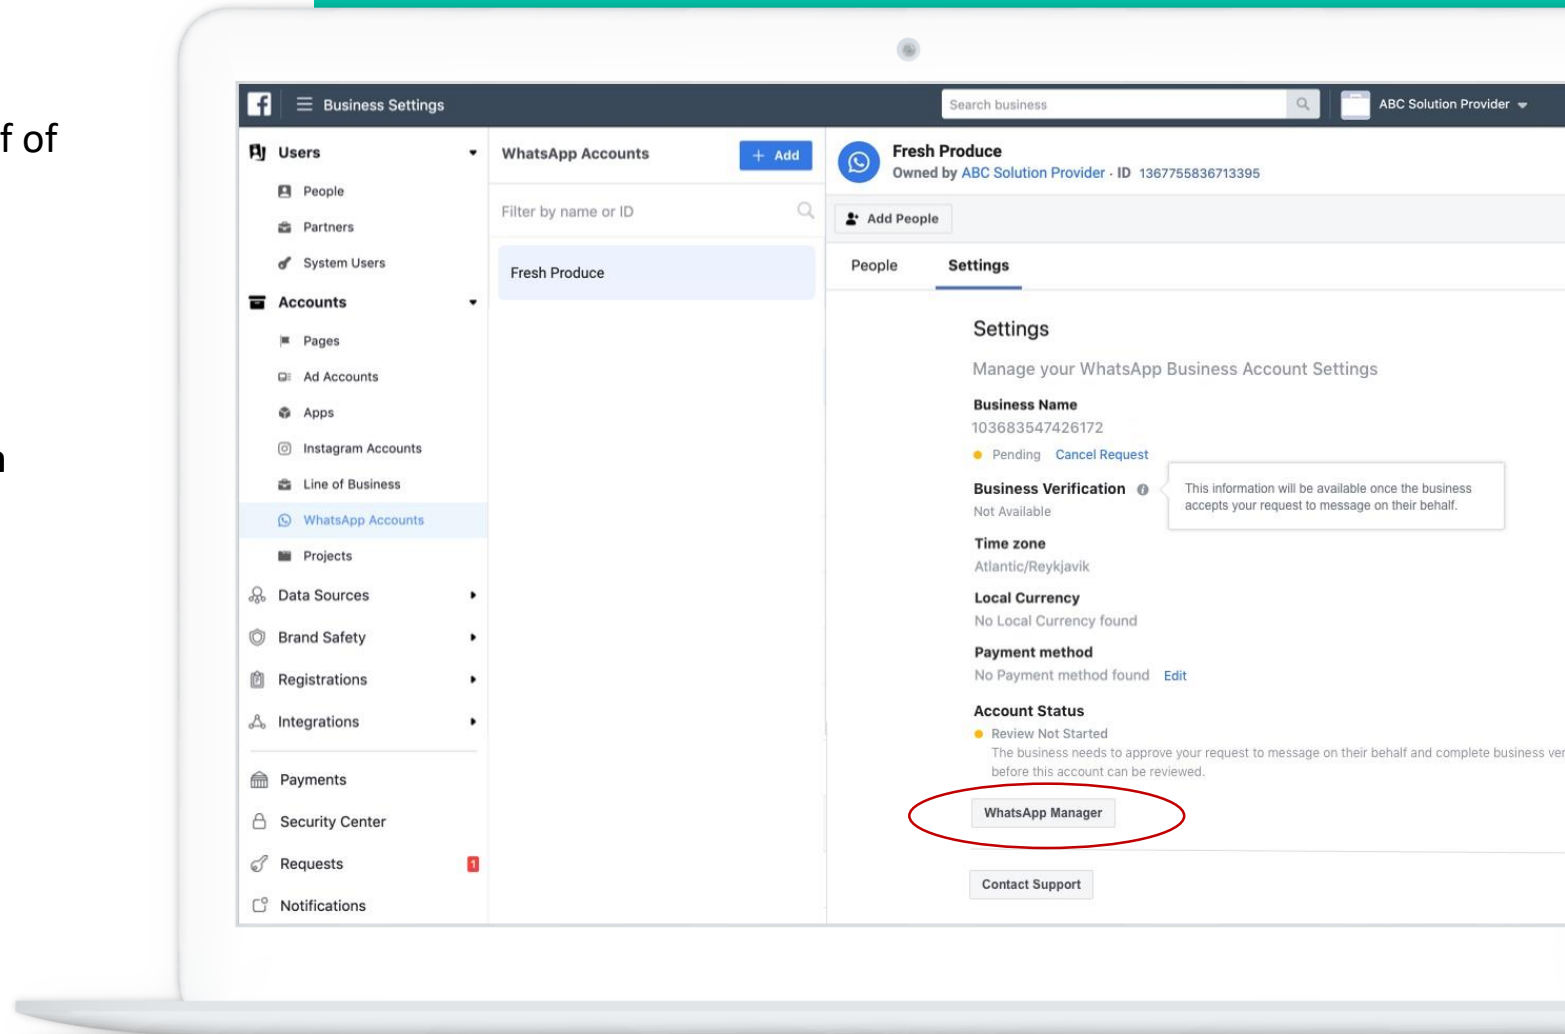 f of
Business Settings
Search business
ABC Solution Provider
Users
People
Partners
System Users
Accounts
Pages
Ad Accounts
Apps
Instagram Accounts
Line of Business
WhatsApp Accounts
Projects
Data Sources
Brand Safety
Registrations
Integrations
Payments
Security Center
Requests 1
Notifications
WhatsApp Accounts
+ Add
Filter by name or ID
Fresh Produce
Fresh Produce
Owned by ABC Solution Provider · ID 1367755836713395
Add People
People Settings
Settings
Manage your WhatsApp Business Account Settings
Business Name
103683547426172
Pending Cancel Request
Business Verification
Not Available
This information will be available once the business
accepts your request to message on their behalf.
Time zone
Atlantic/Reykjavik
Local Currency
No Local Currency found
Payment method
No Payment method found Edit
Account Status
Review Not Started
The business needs to approve your request to message on their behalf and complete business ver
before this account can be reviewed.
WhatsApp Manager
Contact Support